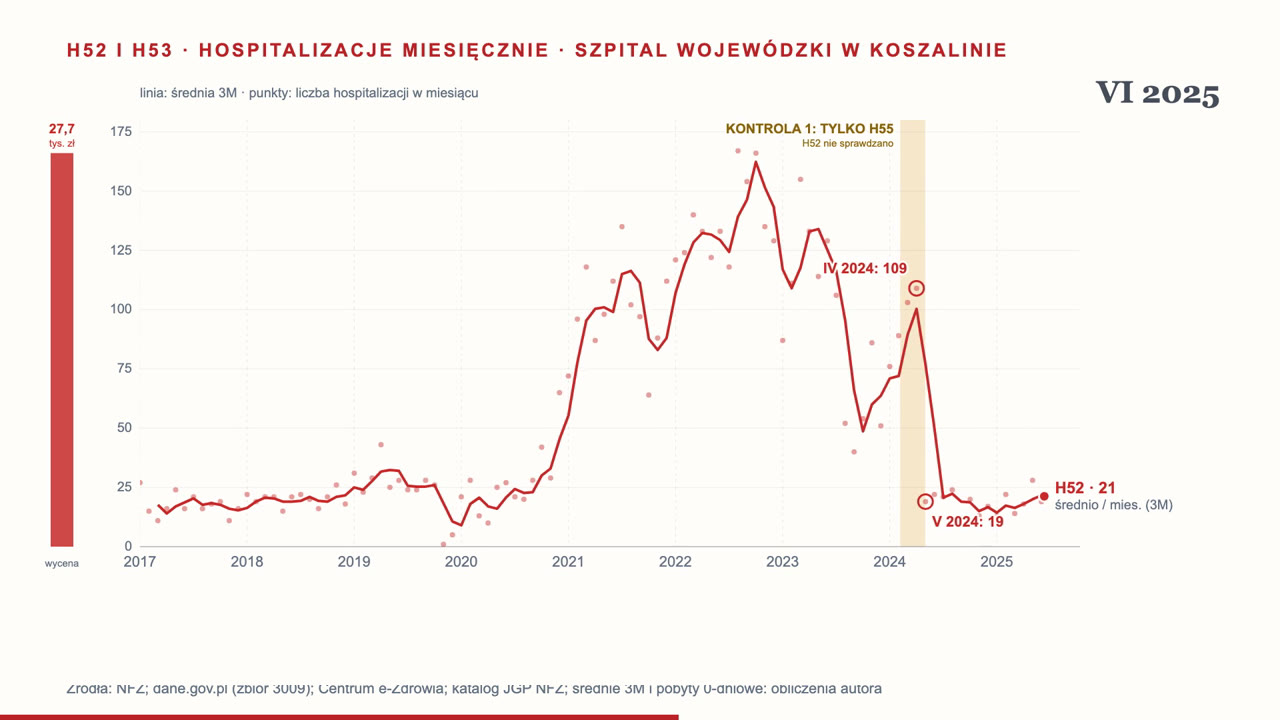 H52 I H53 · HOSPITALIZACJE MIESIĘCZNIE · SZPITAL WOJEWÓDZKI W KOSZALINIE
linia: średnia 3M · punkty: liczba hospitalizacji w miesiącu
VI 2025
27,7
tys. zł
175
KONTROLA 1: TYLKO H55
H52 nie sprawdzano
150
125
IV 2024: 109
100
75
50
25
H52 · 21
średnio / mies. (3M)
V 2024: 19
0
wycena
2017
2018
2019
2020
2021
2022
2023
2024
2025
Źródła: NFZ; dane.gov.pl (zbiór 3009); Centrum e-Zdrowia; katalog JGP NFZ; średnie 3M i pobyty 0-dniowe: obliczenia autora